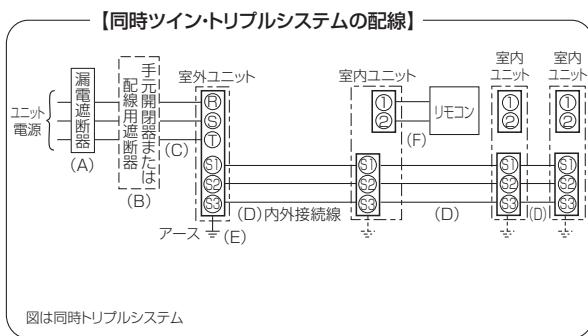 【同時ツイン・トリプルシステムの配線】
ユニット
電源
漏電遮断器
(A)
手元開閉器または
配線用遮断器
(B)
(C)
室外ユニット
R
S
T
S1
S2
S3
アース
(E)
(D)内外接続線
室内ユニット
①
②
(F)
リモコン
S1
S2
S3
(D)
室内
ユニット
①
②
S1
S2
S3
(D)
室内
ユニット
①
②
S1
S2
S3
図は同時トリプルシステム